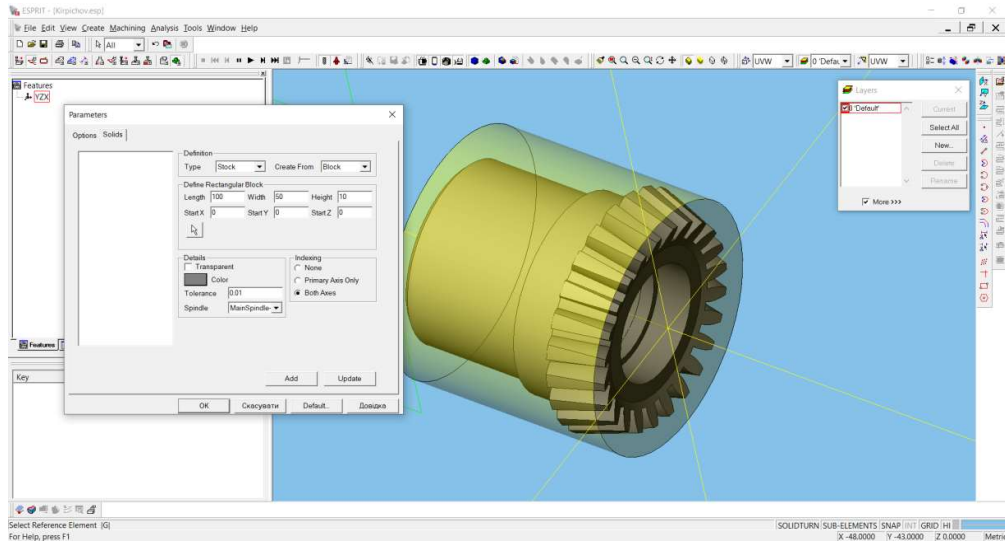 ESPRIT - [Kirpichov.esp]
File Edit View Create Machining Analysis Tools Window Help
All
UVW
0 'Defau
UVW
Features
YZX
Parameters
Options Solids
Definition
Type Stock Create From Block
Define Rectangular Block
Length 100 Width 50 Height 10
Start X 0 Start Y 0 Start Z 0
Details
Transparent
Color
Tolerance 0.01
Spindle MainSpindle-
Indexing
None
Primary Axis Only
Both Axes
Add Update
OK Скасувати Default.. Довідка
Layers
0 'Default'
Current
Select All
New..
Delete
Rename
More >>>
Features
Key
Select Reference Element |G|
SOLIDTURN SUB-ELEMENTS SNAP INT GRID HI
For Help, press F1
X -48.0000 Y -43.0000 Z 0.0000 Metric